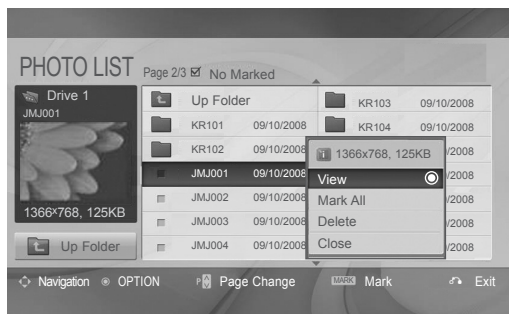 PHOTO LIST Page 2/3 No Marked
Drive 1
JMJ001
1366x768, 125KB
Up Folder
Up Folder
KR101 09/10/2008
KR102 09/10/2008
JMJ001 09/10/2008
JMJ002 09/10/2008
JMJ003 09/10/2008
JMJ004 09/10/2008
KR103 09/10/2008
KR104 09/10/2008
/2008
/2008
/2008
/2008
1366x768, 125KB
View
Mark All
Delete
Close
Navigation OPTION P Page Change MARK Mark Exit